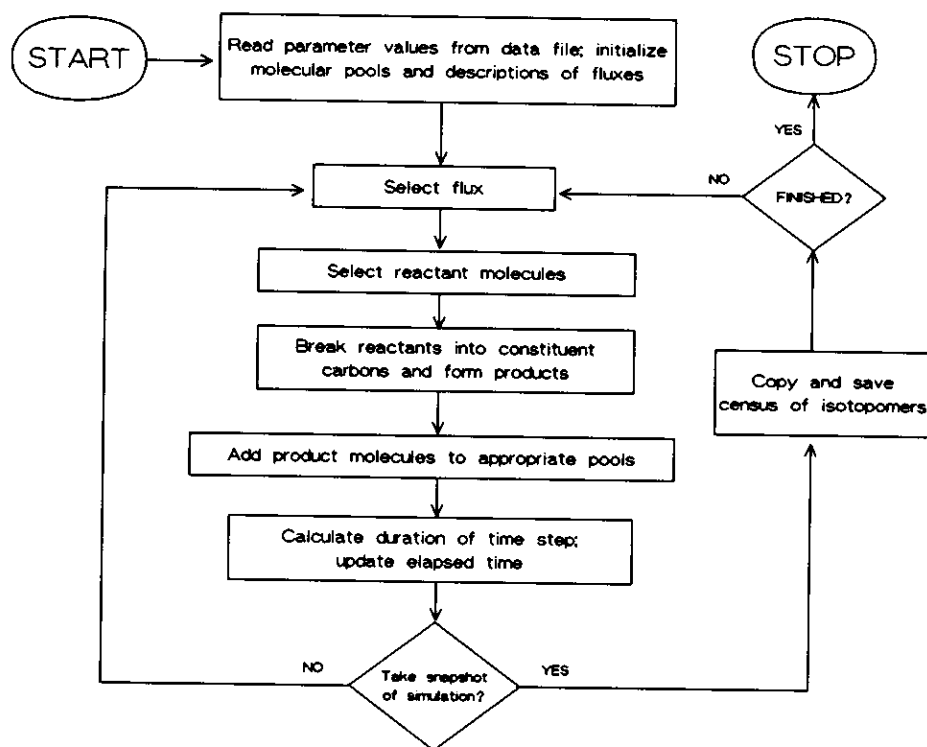 START
Read parameter values from data file; initialize
molecular pools and descriptions of fluxes
STOP
YES
Select flux
NO
FINISHED?
Select reactant molecules
Break reactants into constituent
carbons and form products
Copy and save
census of isotopomers
Add product molecules to appropriate pools
Calculate duration of time step;
update elapsed time
NO
Take snapshot
of simulation?
YES